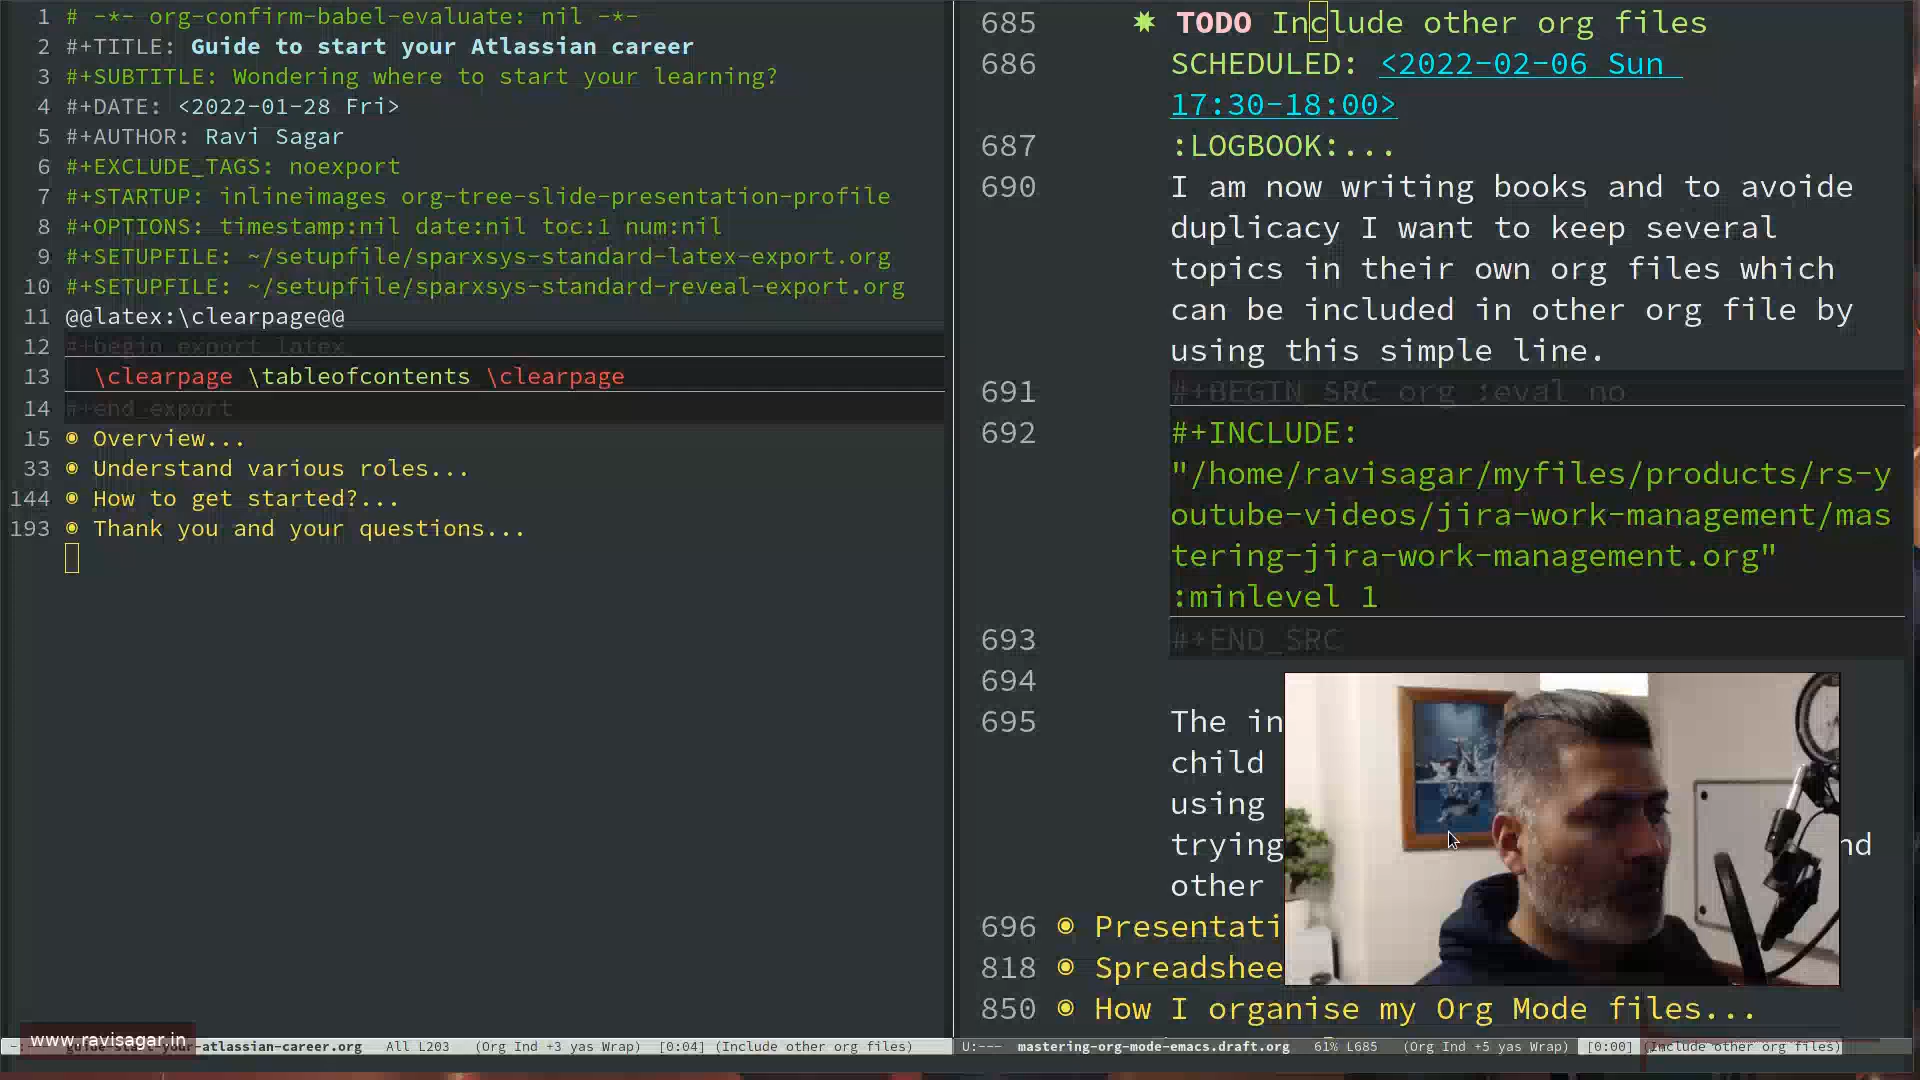 1 # -*- org-confirm-babel-evaluate: nil -*-
2 #+TITLE: Guide to start your Atlassian career
3 #+SUBTITLE: Wondering where to start your learning?
4 #+DATE: <2022-01-28 Fri>
5 #+AUTHOR: Ravi Sagar
6 #+EXCLUDE_TAGS: noexport
7 #+STARTUP: inlineimages org-tree-slide-presentation-profile
8 #+OPTIONS: timestamp:nil date:nil toc:1 num:nil
9 #+SETUPFILE: ~/setupfile/sparxsys-standard-latex-export.org
10 #+SETUPFILE: ~/setupfile/sparxsys-standard-reveal-export.org
11 @@latex:\clearpage@@
12 #+begin_export latex
13 \clearpage \tableofcontents \clearpage
14 #+end_export
15 Overview...
33 Understand various roles...
144 How to get started?...
193 Thank you and your questions...
www.ravisagar.in
guide-start-your-atlassian-career.org All L203 (Org Ind +3 yas Wrap) [0:04] (Include other org files)
685 TODO Include other org files
686 SCHEDULED: <2022-02-06 Sun
17:30-18:00>
687 :LOGBOOK:...
690 I am now writing books and to avoide
duplicacy I want to keep several
topics in their own org files which
can be included in other org file by
using this simple line.
691 #+BEGIN_SRC org :eval no
692 #+INCLUDE:
"/home/ravisagar/myfiles/products/rs-y
outube-videos/jira-work-management/mas
tering-jira-work-management.org"
:minlevel 1
693 #+END_SRC
694
695 The in
child
using
trying nd
other
696 Presentati
818 Spreadshee
850 How I organise my Org Mode files...
U:--- mastering-org-mode-emacs.draft.org 61% L685 (Org Ind +5 yas Wrap) [0:00] (Include other org files)